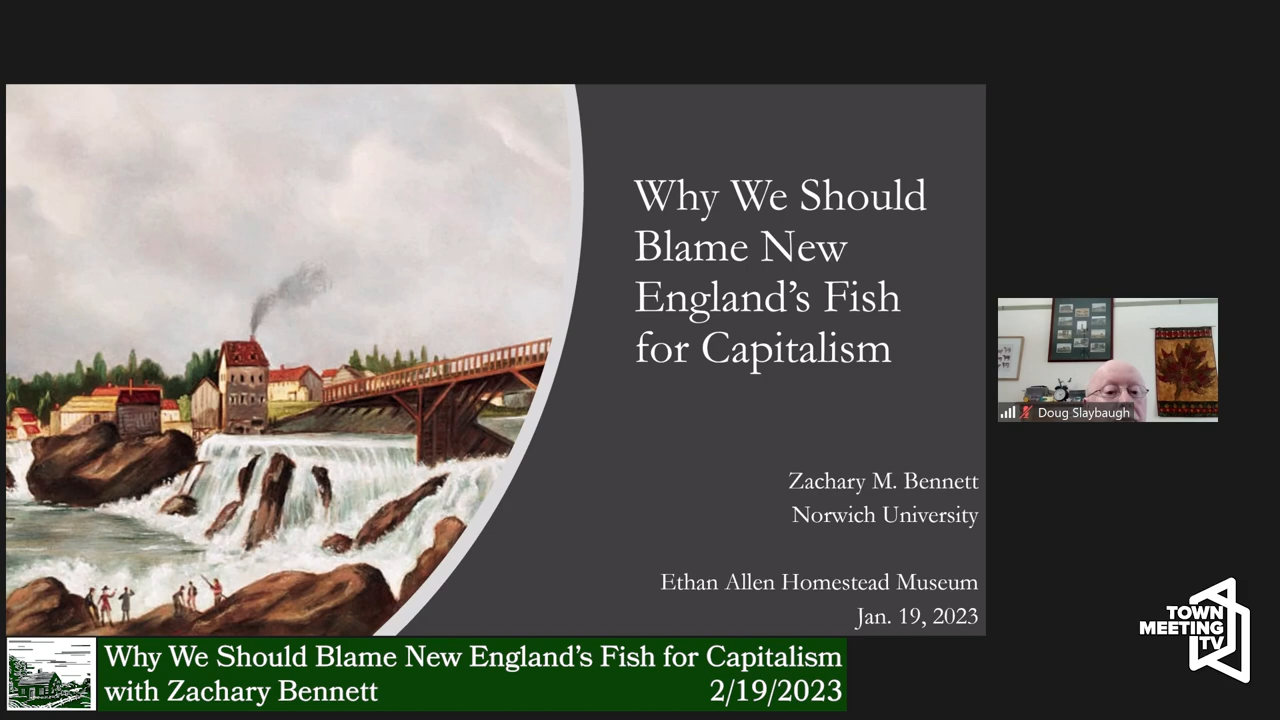 Why We Should
Blame New
England’s Fish
for Capitalism
Zachary M. Bennett
Norwich University
Ethan Allen Homestead Museum
Jan. 19, 2023
Doug Slaybaugh
TOWN
MEETING
TV
Why We Should Blame New England’s Fish for Capitalism
with Zachary Bennett 2/19/2023